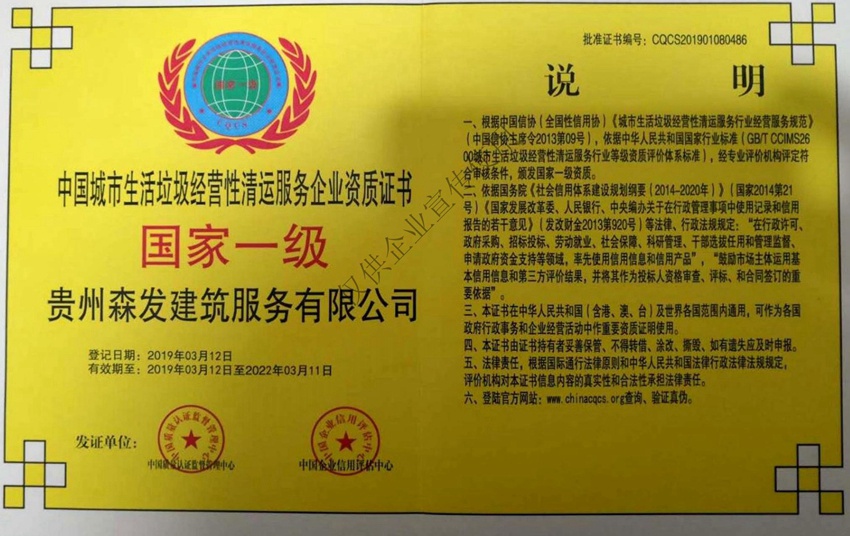 国家一级
CQCS
中国城市生活垃圾经营性清运服务企业资质证书
国家一级
贵州森发建筑服务有限公司
登记日期：2019年03月12日
有效期至：2019年03月12日至2022年03月11日
发证单位：
中国质量认证监督管理中心
中国质量认证监督管理中心
中国企业信用评估中心
中国企业信用评估中心
批准证书编号：CQCS201901080486
说 明
一、根据中国信协（全国性信用协）《城市生活垃圾经营性清运服务行业经营服务规范》
（中国信协主席令2013第09号），依据中华人民共和国国家行业标准（GB/T CCIMS26
00城市生活垃圾经营性清运服务行业等级资质评价体系标准），经专业评价机构评定符
合审核条件，颁发国家一级资质。
二、依据国务院《社会信用体系建设规划纲要（2014-2020年）》（国家2014第21
号）《国家发展改革委、人民银行、中央编办关于在行政管理事项中使用记录和信用
报告的若干意见》（发改财金2013第920号）等法律、行政法规规定：“在行政许可、
政府采购、招标投标、劳动就业、社会保障、科研管理、干部选拔任用和管理监督、
申请政府资金支持等领域，率先使用信用信息和信用产品”，“鼓励市场主体运用基
本信用信息和第三方评价结果，并将其作为投标人资格审查、评标、和合同签订的重
要依据”。
三、本证书在中华人民共和国（含港、澳、台）及世界各国范围内通用，可作为各国
政府行政事务和企业经营活动中作重要资质证明使用。
四、本证书由证书持有者妥善保管、不得转借、涂改、撕毁、如有遗失应及时申报。
五、法律责任，根据国际通行法律原则和中华人民共和国法律行政法规规定，
评价机构对本证书信息内容的真实性和合法性承担法律责任。
六、登陆官方网站：www.chinacqcs.org查询、验证真伪。
仅供企业宣传